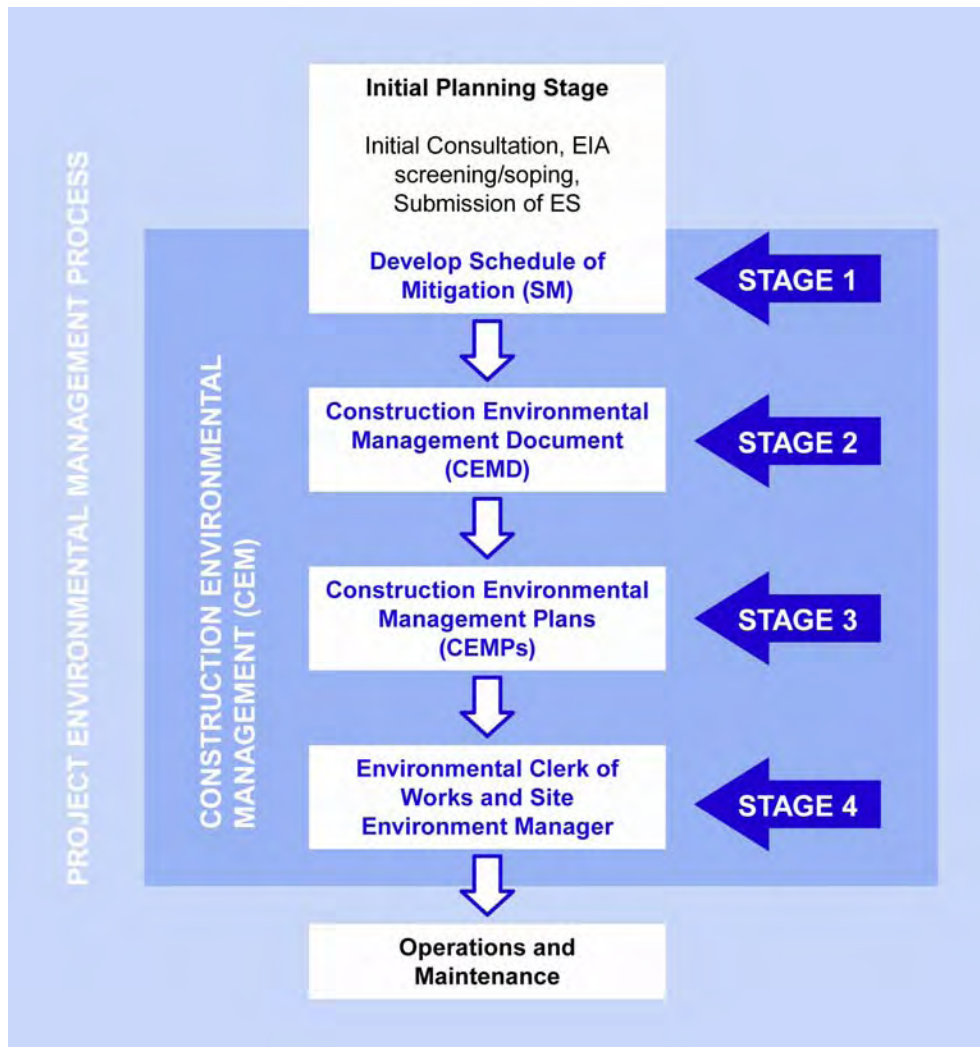 PROJECT ENVIRONMENTAL MANAGEMENT PROCESS
CONSTRUCTION ENVIRONMENTAL
MANAGEMENT (CEM)
Initial Planning Stage
Initial Consultation, EIA
screening/soping,
Submission of ES
Develop Schedule of
Mitigation (SM)
STAGE 1
Construction Environmental
Management Document
(CEMD)
STAGE 2
Construction Environmental
Management Plans
(CEMPs)
STAGE 3
Environmental Clerk of
Works and Site
Environment Manager
STAGE 4
Operations and
Maintenance